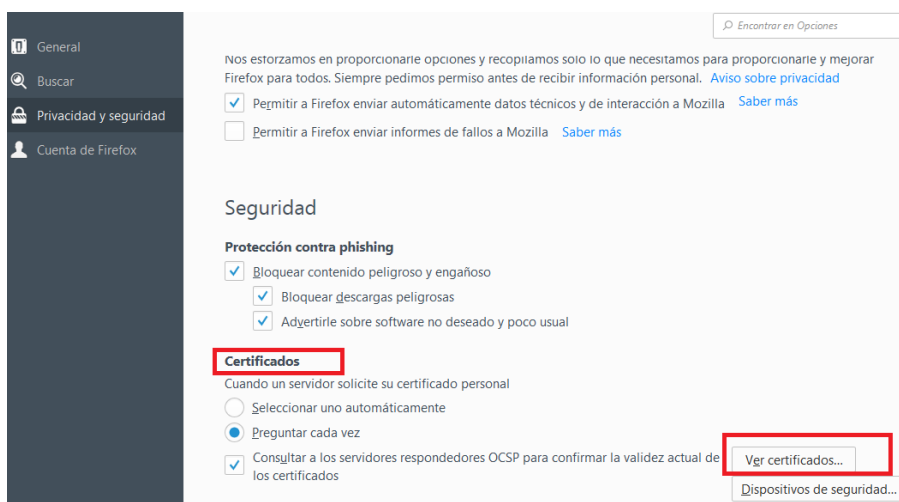 Encontrar en Opciones
General
Buscar
Privacidad y seguridad
Cuenta de Firefox
Nos esforzamos en proporcionarle opciones y recopilamos solo lo que necesitamos para proporcionarle y mejorar
Firefox para todos. Siempre pedimos permiso antes de recibir información personal. Aviso sobre privacidad
Permitir a Firefox enviar automáticamente datos técnicos y de interacción a Mozilla Saber más
Permitir a Firefox enviar informes de fallos a Mozilla Saber más
Seguridad
Protección contra phishing
Bloquear contenido peligroso y engañoso
Bloquear descargas peligrosas
Advertirle sobre software no deseado y poco usual
Certificados
Cuando un servidor solicite su certificado personal
Seleccionar uno automáticamente
Preguntar cada vez
Consultar a los servidores respondedores OCSP para confirmar la validez actual de
los certificados
Ver certificados...
Dispositivos de seguridad...